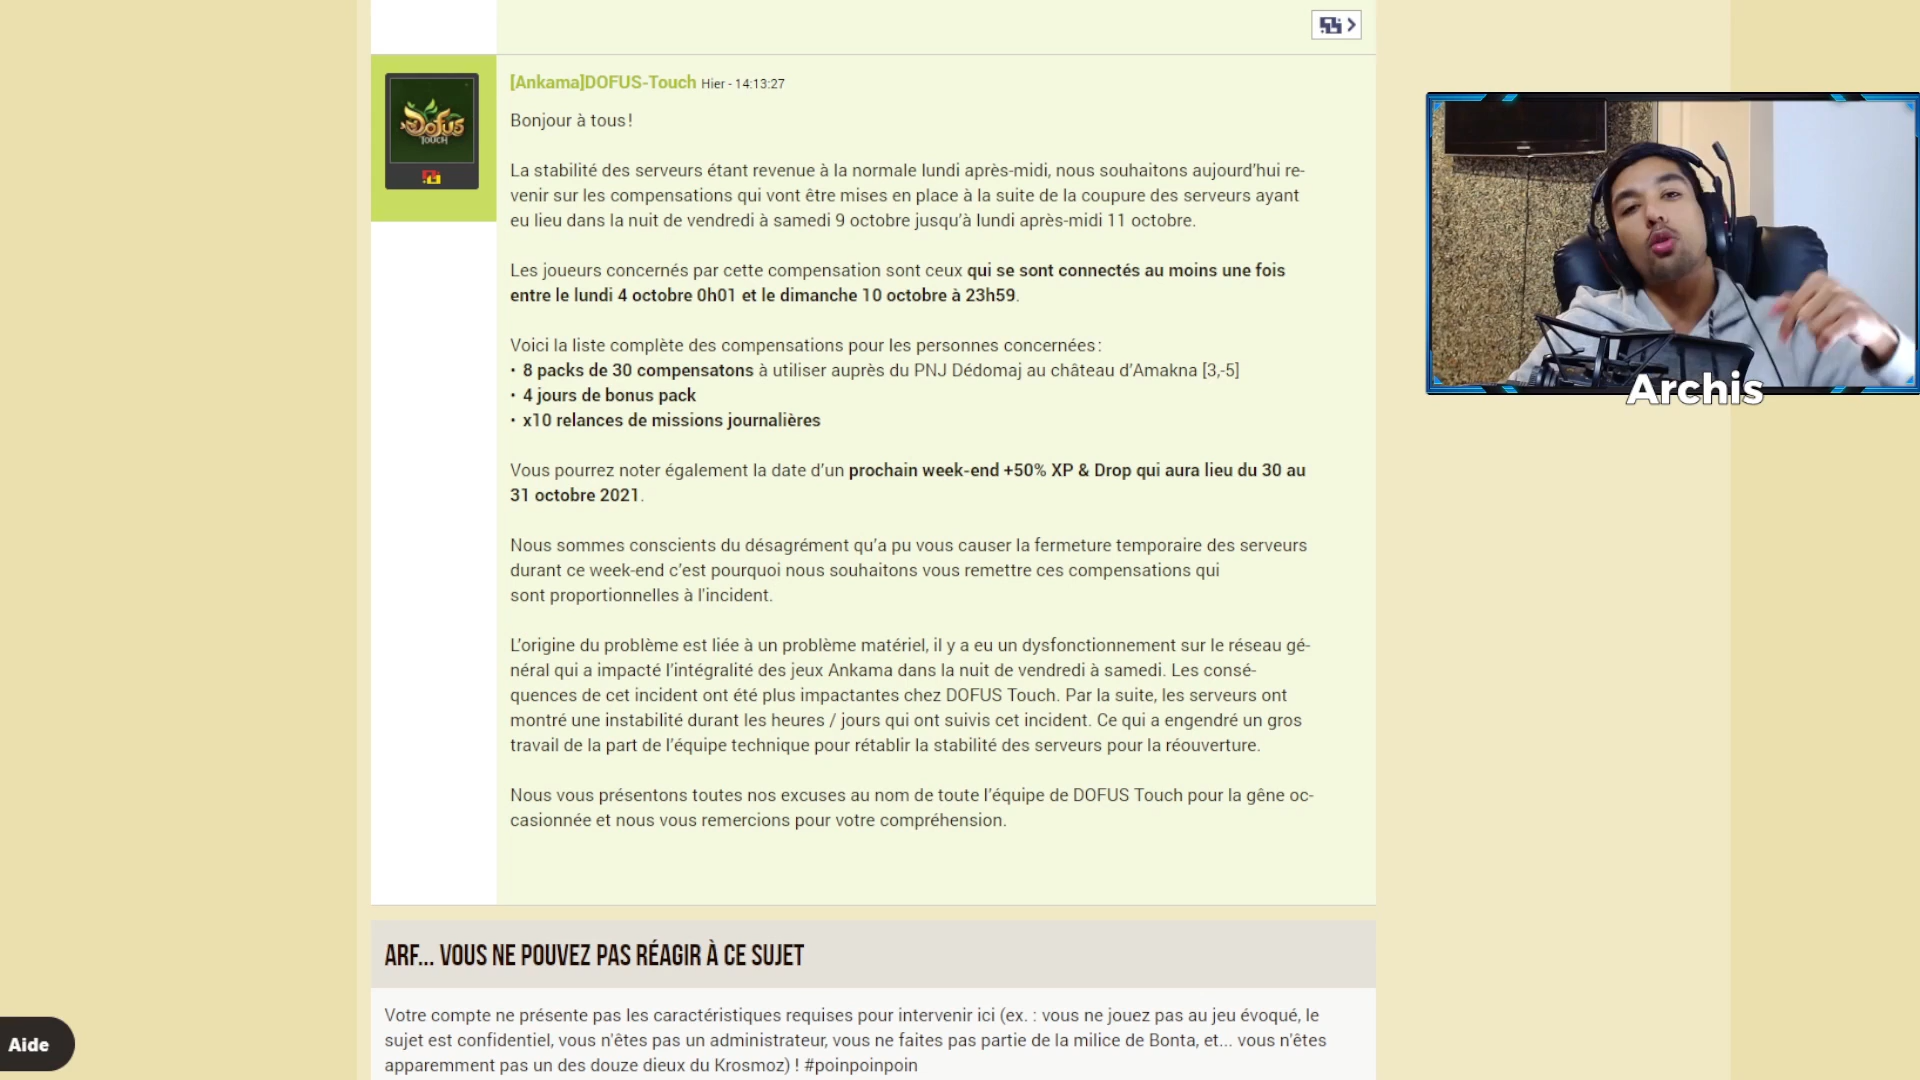 [Ankama]DOFUS-Touch Hier - 14:13:27
DOfUS
TOUCH
Bonjour à tous !
La stabilité des serveurs étant revenue à la normale lundi après-midi, nous souhaitons aujourd’hui re-
venir sur les compensations qui vont être mises en place à la suite de la coupure des serveurs ayant
eu lieu dans la nuit de vendredi à samedi 9 octobre jusqu’à lundi après-midi 11 octobre.
Les joueurs concernés par cette compensation sont ceux qui se sont connectés au moins une fois
entre le lundi 4 octobre 0h01 et le dimanche 10 octobre à 23h59.
Voici la liste complète des compensations pour les personnes concernées :
• 8 packs de 30 compensatons à utiliser auprès du PNJ Dédomaj au château d’Amakna [3,-5]
• 4 jours de bonus pack
• x10 relances de missions journalières
Vous pourrez noter également la date d’un prochain week-end +50% XP & Drop qui aura lieu du 30 au
31 octobre 2021.
Nous sommes conscients du désagrément qu’a pu vous causer la fermeture temporaire des serveurs
durant ce week-end c’est pourquoi nous souhaitons vous remettre ces compensations qui
sont proportionnelles à l'incident.
L’origine du problème est liée à un problème matériel, il y a eu un dysfonctionnement sur le réseau gé-
néral qui a impacté l’intégralité des jeux Ankama dans la nuit de vendredi à samedi. Les consé-
quences de cet incident ont été plus impactantes chez DOFUS Touch. Par la suite, les serveurs ont
montré une instabilité durant les heures / jours qui ont suivis cet incident. Ce qui a engendré un gros
travail de la part de l’équipe technique pour rétablir la stabilité des serveurs pour la réouverture.
Nous vous présentons toutes nos excuses au nom de toute l’équipe de DOFUS Touch pour la gêne oc-
casionnée et nous vous remercions pour votre compréhension.
Archis
ARF... VOUS NE POUVEZ PAS RÉAGIR À CE SUJET
Votre compte ne présente pas les caractéristiques requises pour intervenir ici (ex. : vous ne jouez pas au jeu évoqué, le
sujet est confidentiel, vous n'êtes pas un administrateur, vous ne faites pas partie de la milice de Bonta, et... vous n'êtes
apparemment pas un des douze dieux du Krosmoz) ! #poinpoinpoin
Aide